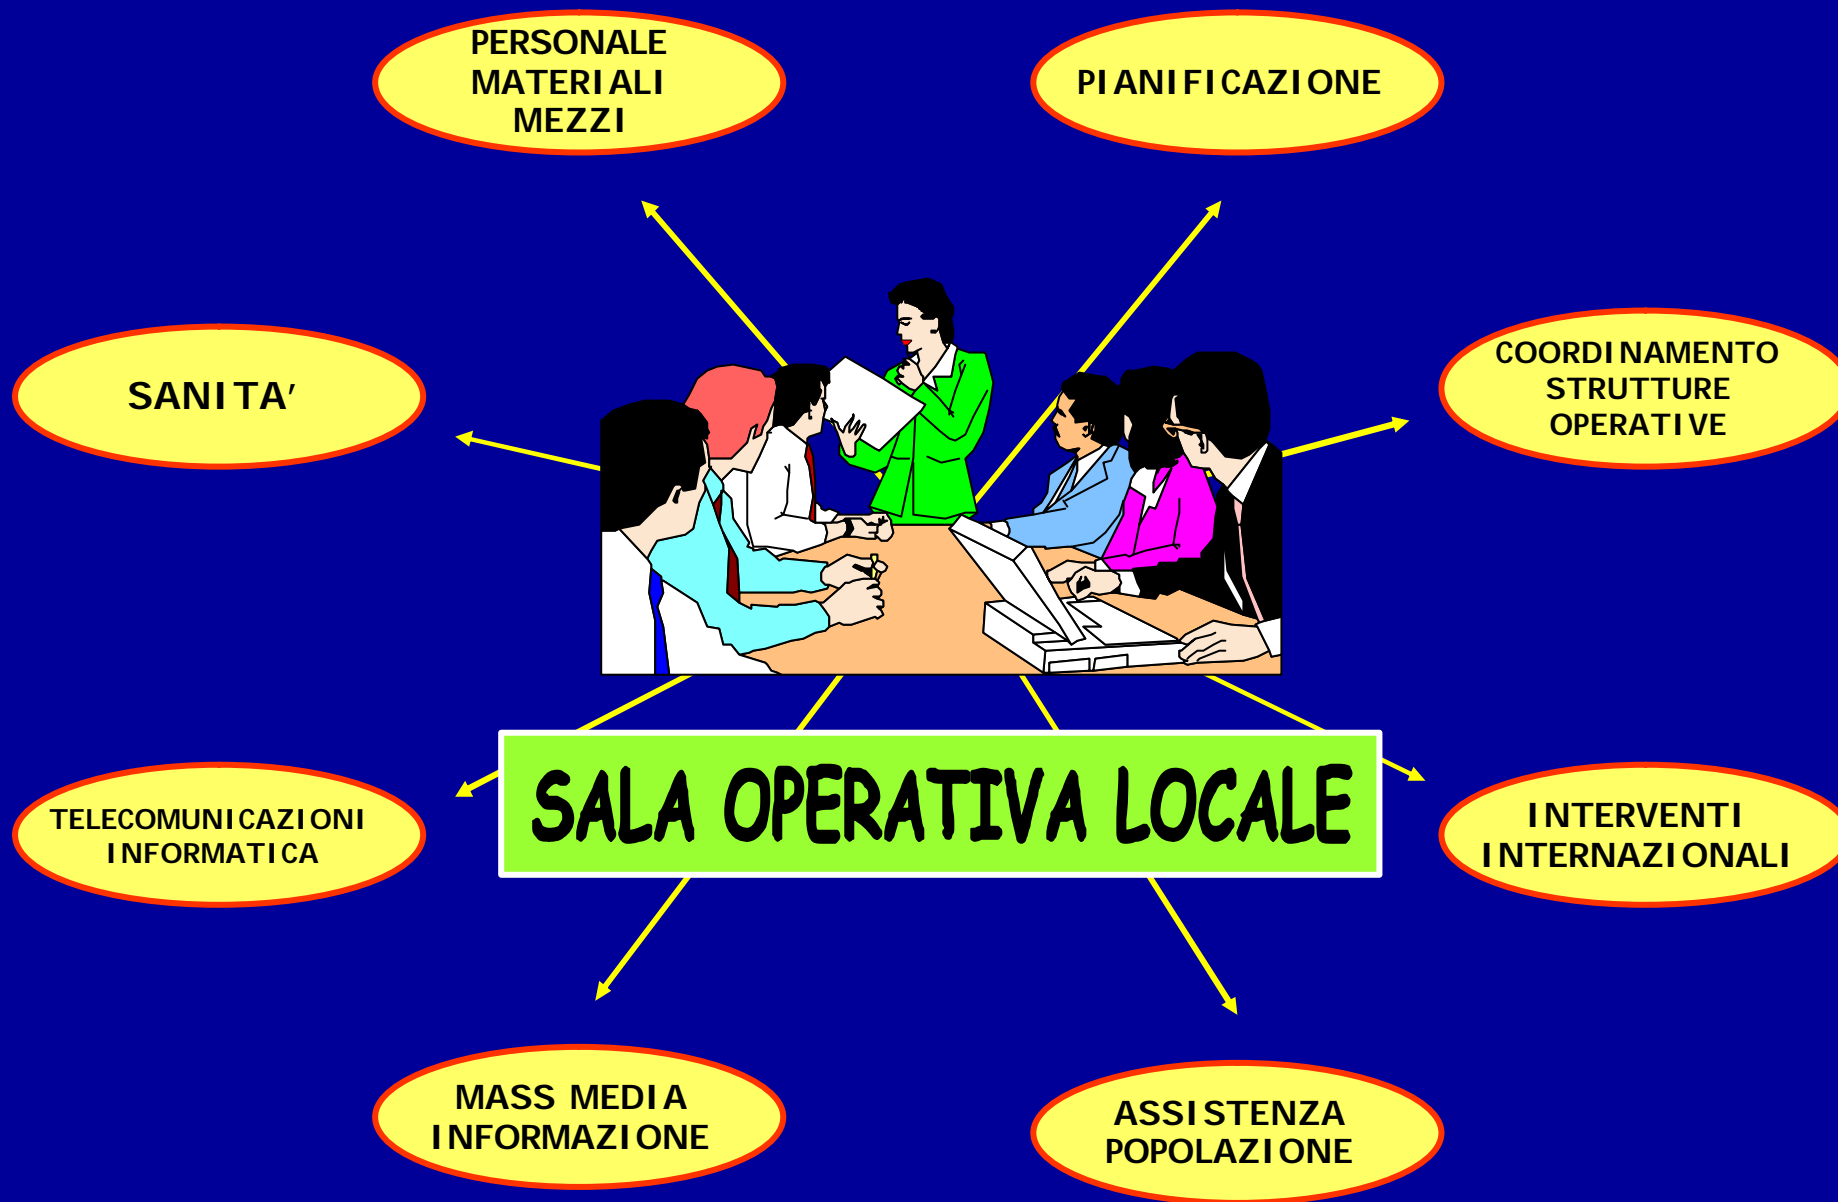 PERSONALE
MATERIALI
MEZZI
PIANIFICAZIONE
SANITA’
COORDINAMENTO
STRUTTURE
OPERATIVE
SALA OPERATIVA LOCALE
TELECOMUNICAZIONI
INFORMATICA
INTERVENTI
INTERNAZIONALI
MASS MEDIA
INFORMAZIONE
ASSISTENZA
POPOLAZIONE